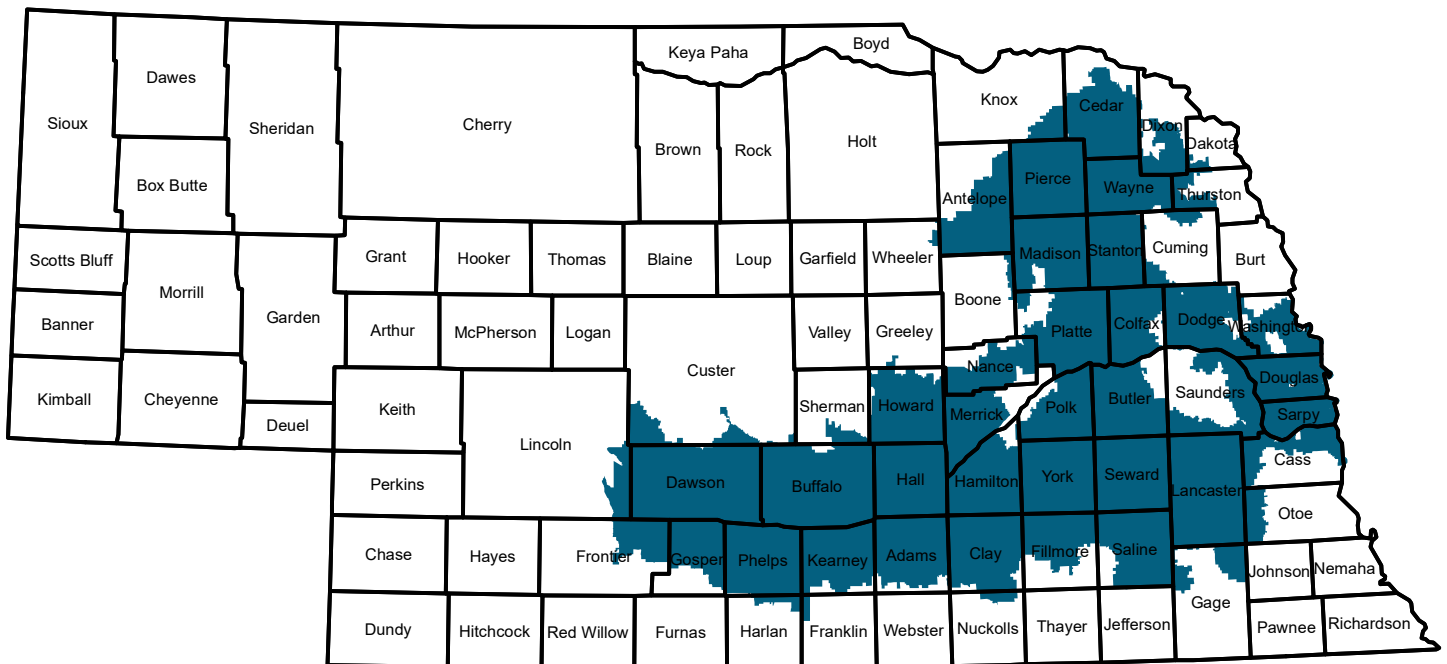 Boyd
Keya Paha
Dawes
Knox
Cedar
Sioux
Sheridan
Cherry
Dixon
Holt
Dakota
Brown
Rock
Pierce
Box Butte
Wayne
Thurston
Antelope
Cuming
Madison
Stanton
Grant
Hooker
Thomas
Blaine
Loup
Garfield
Wheeler
Burt
Scotts Bluff
Morrill
Boone
Garden
Dodge
Colfax
Washington
Banner
Arthur
McPherson
Logan
Valley
Greeley
Platte
Nance
Custer
Douglas
Kimball
Cheyenne
Saunders
Butler
Keith
Sherman
Howard
Polk
Merrick
Sarpy
Deuel
Lincoln
Cass
Perkins
Dawson
Buffalo
Hall
Hamilton
York
Seward
Lancaster
Otoe
Chase
Hayes
Frontier
Gosper
Phelps
Kearney
Adams
Clay
Fillmore
Saline
Johnson
Nemaha
Gage
Dundy
Hitchcock
Red Willow
Furnas
Harlan
Franklin
Webster
Nuckolls
Thayer
Jefferson
Pawnee
Richardson